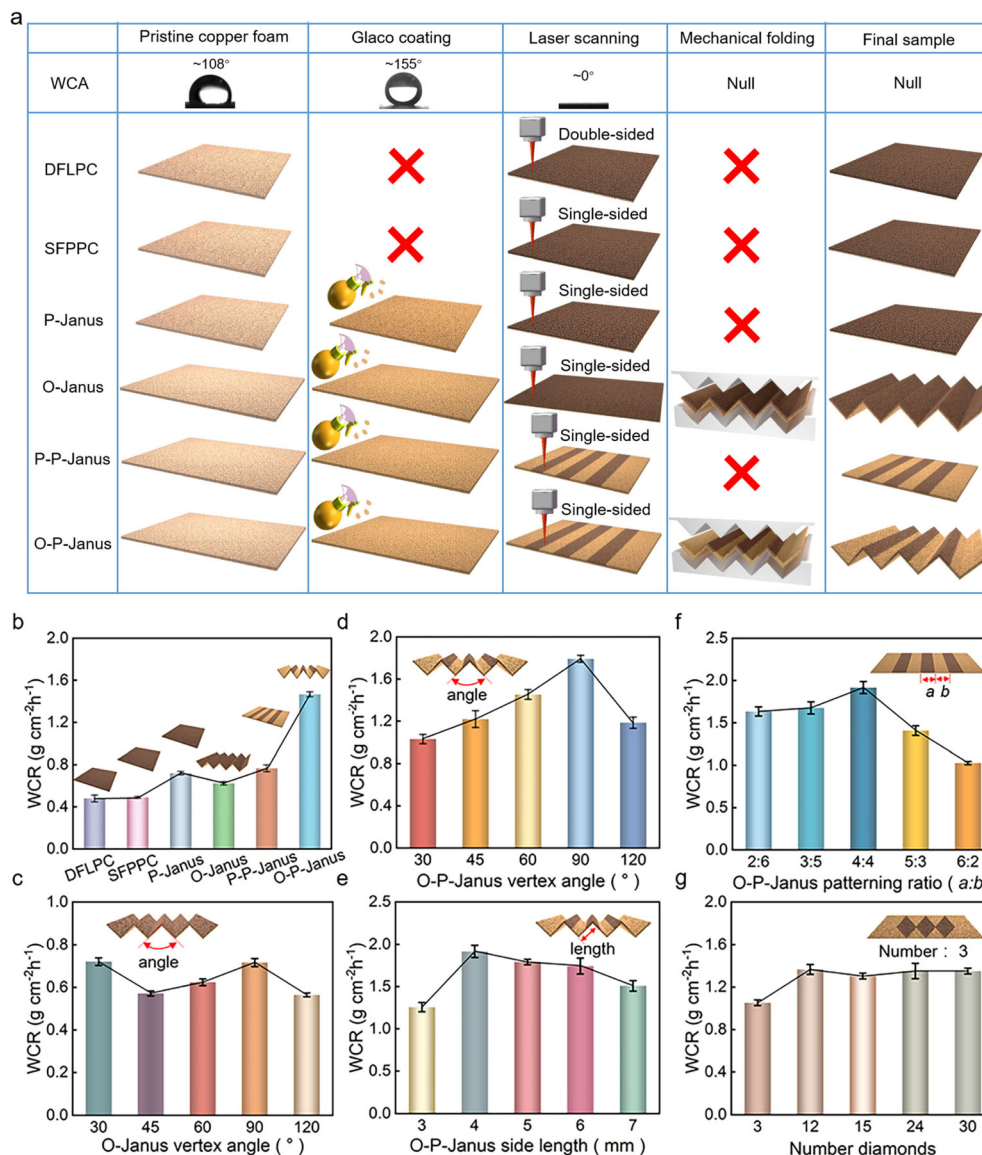 a
Pristine copper foam Glaco coating Laser scanning Mechanical folding Final sample
WCA ~108° ~155° ~0° Null Null
DFLPC Double-sided
SFPPC Single-sided
P-Janus Single-sided
O-Janus Single-sided
P-P-Janus Single-sided
O-P-Janus Single-sided
b
WCR (g cm⁻²h⁻¹)
1.8
1.5
1.2
0.8
0.4
0.0
DFLPC SFPPC P-Janus O-Janus P-P-Janus O-P-Janus
d
WCR (g cm⁻²h⁻¹)
2.0
1.6
1.2
0.8
0.4
0.0
angle
30 45 60 90 120
O-P-Janus vertex angle ( ° )
f
WCR (g cm⁻²h⁻¹)
2.5
2.0
1.5
1.0
0.5
0.0
a b
2:6 3:5 4:4 5:3 6:2
O-P-Janus patterning ratio ( a:b
c
WCR (g cm⁻²h⁻¹)
1.0
0.8
0.6
0.4
0.2
0.0
angle
30 45 60 90 120
O-Janus vertex angle ( ° )
e
WCR (g cm⁻²h⁻¹)
2.5
2.0
1.5
1.0
0.5
0.0
length
3 4 5 6 7
O-P-Janus side length ( mm )
g
WCR (g cm⁻²h⁻¹)
2.0
1.6
1.2
0.8
0.4
0.0
Number : 3
3 12 15 24 30
Number diamonds